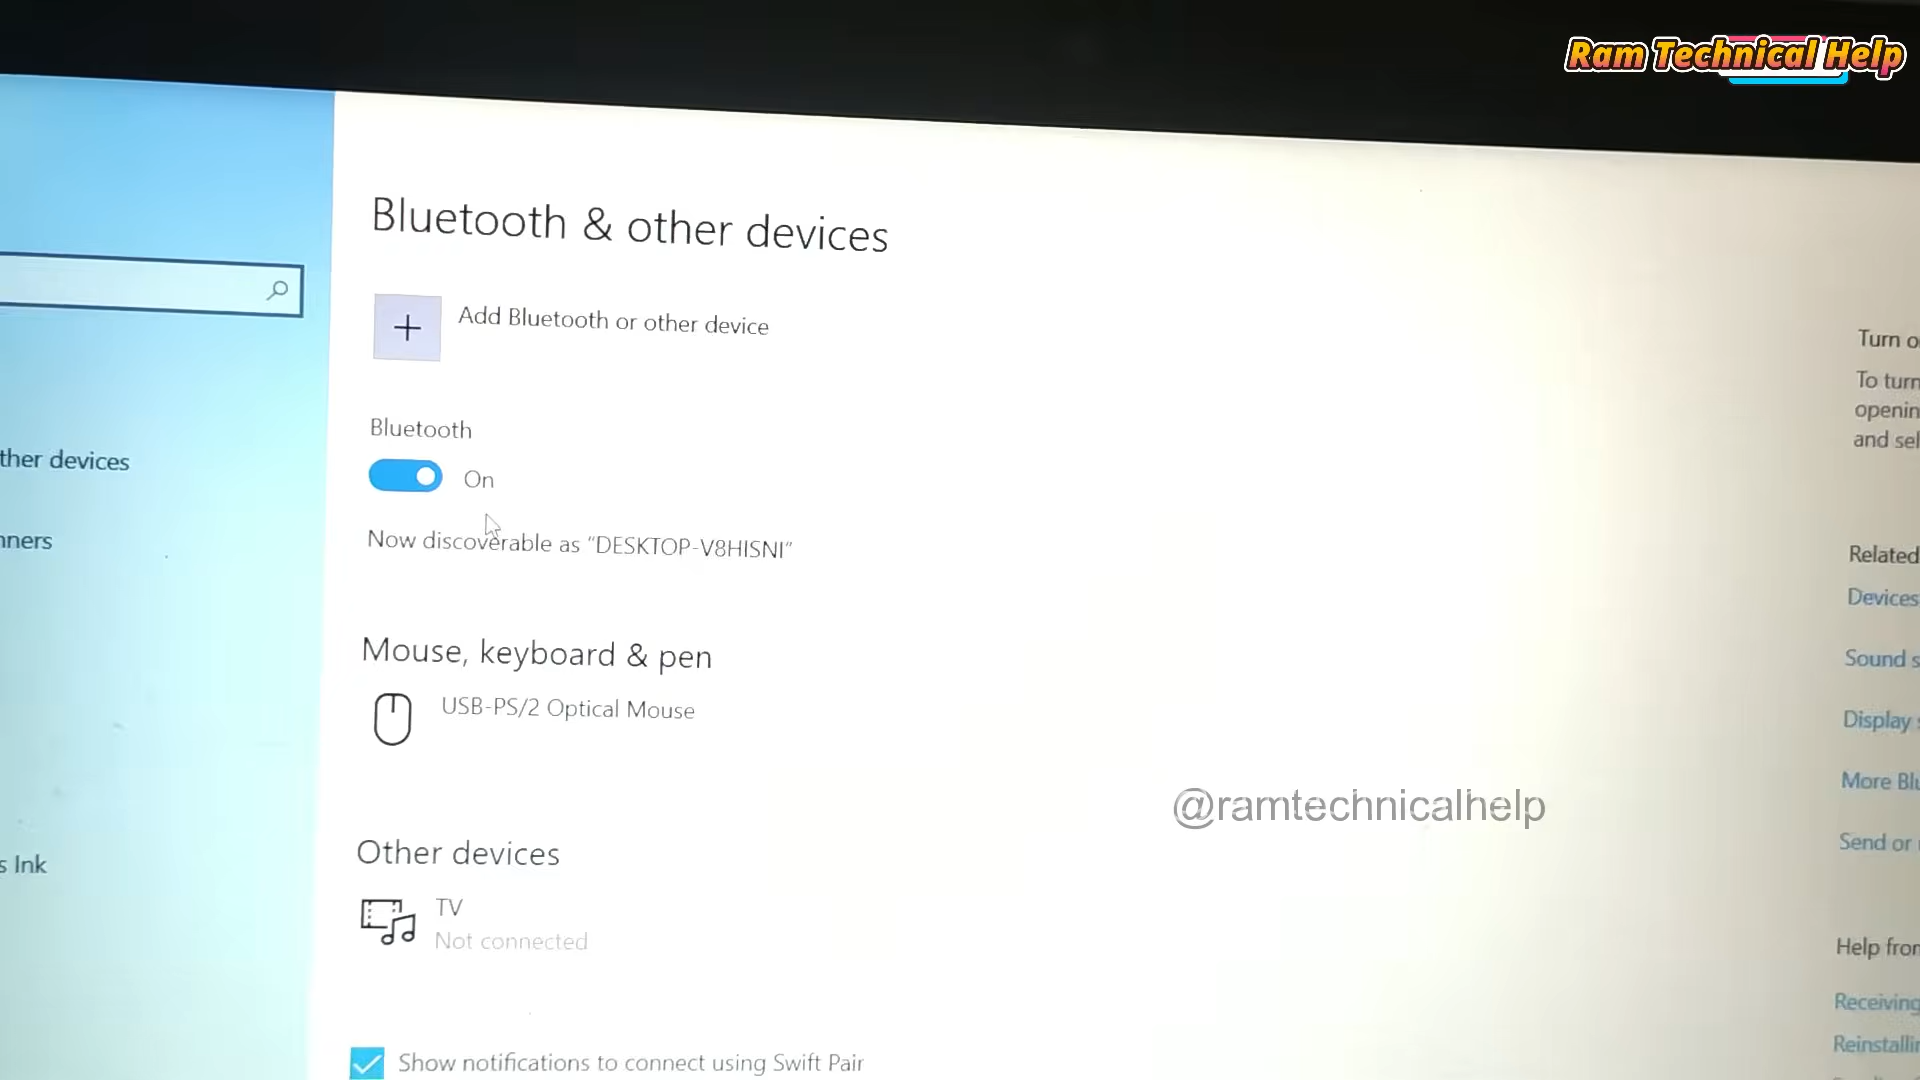 Ram Technical Help
Bluetooth & other devices
Add Bluetooth or other device
Bluetooth
On
Now discoverable as “DESKTOP-V8HISNI”
Mouse, keyboard & pen
USB-PS/2 Optical Mouse
Other devices
TV
Not connected
Show notifications to connect using Swift Pair
ther devices
nners
s Ink
Turn o
To turn
openin
and sel
Related
Devices
Sound s
Display
More Blu
Send or
Help from
Receiving
Reinstallin
@ramtechnicalhelp